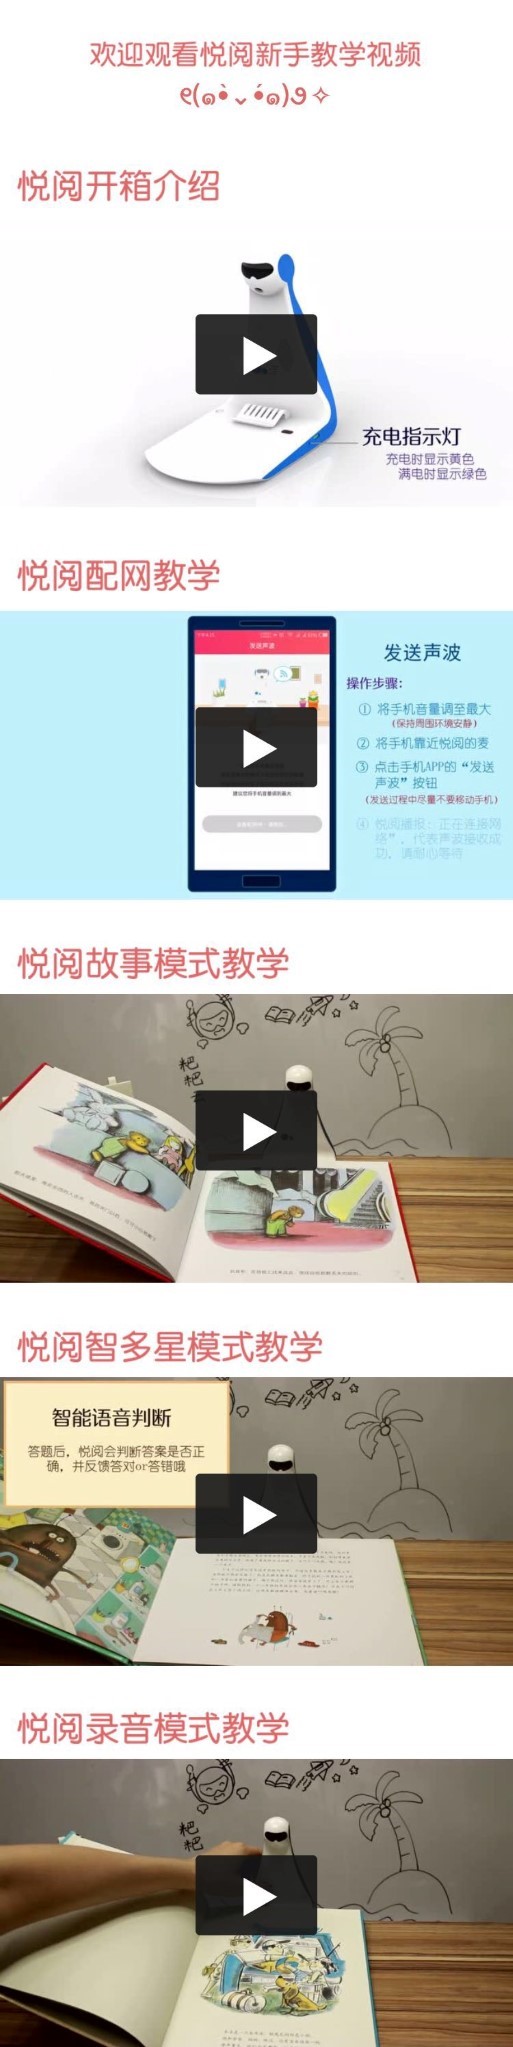 欢迎观看悦阅新手教学视频
୧(๑•̀⌄•́๑)૭✧
悦阅开箱介绍
充电指示灯
充电时显示黄色
满电时显示绿色
悦阅配网教学
发送声波
发送声波
操作步骤：
① 将手机音量调至最大
（保持周围环境安静）
② 将手机靠近悦阅的麦
③ 点击手机APP的“发送
声波”按钮
（发送过程中尽量不要移动手机）
④ 悦阅播报：正在连接网
络”，代表声波接收成
功，请耐心等待
建议您将手机音量调到最大
悦阅故事模式教学
粑
粑
悦阅智多星模式教学
智能语音判断
答题后，悦阅会判断答案是否正
确，并反馈答对or答错哦
悦阅录音模式教学
粑
粑